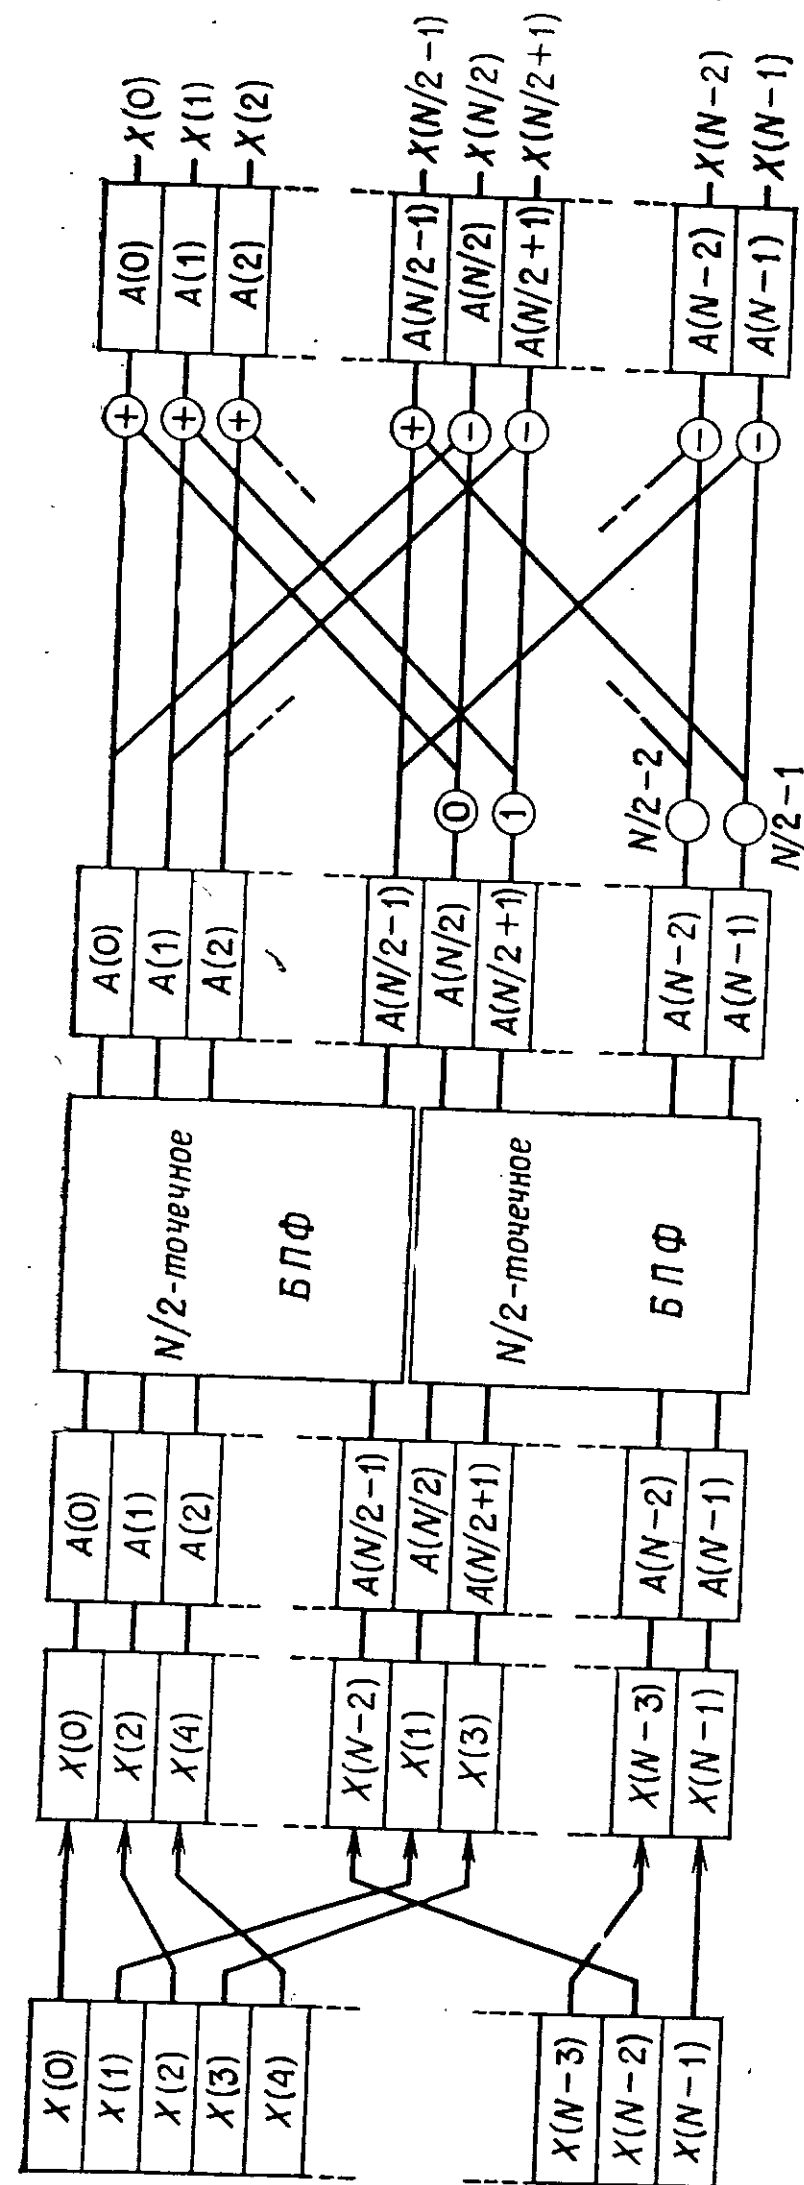 X(0)
X(1)
X(2)
X(3)
X(4)
X(N-3)
X(N-2)
X(N-1)
X(0)
X(2)
X(4)
X(N-2)
X(1)
X(3)
X(N-3)
X(N-1)
A(0)
A(1)
A(2)
A(N/2-1)
A(N/2)
A(N/2+1)
A(N-2)
A(N-1)
N/2-точечное
БПФ
N/2-точечное
БПФ
A(0)
A(1)
A(2)
A(N/2-1)
A(N/2)
A(N/2+1)
A(N-2)
A(N-1)
0
1
N/2-2
N/2-1
+
+
+
+
-
-
-
-
A(0)
A(1)
A(2)
A(N/2-1)
A(N/2)
A(N/2+1)
A(N-2)
A(N-1)
X(0)
X(1)
X(2)
X(N/2-1)
X(N/2)
X(N/2+1)
X(N-2)
X(N-1)